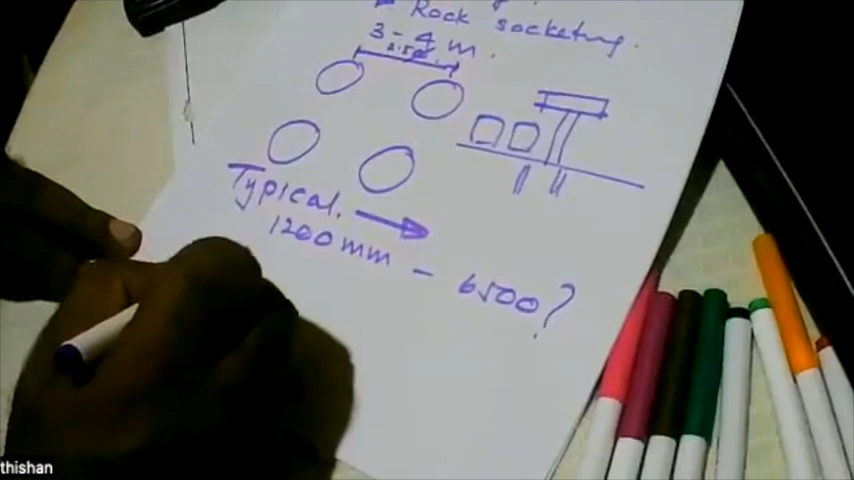 Rock socketing.
3-4 m.
Typical.
1200 mm - 6500?
thishan